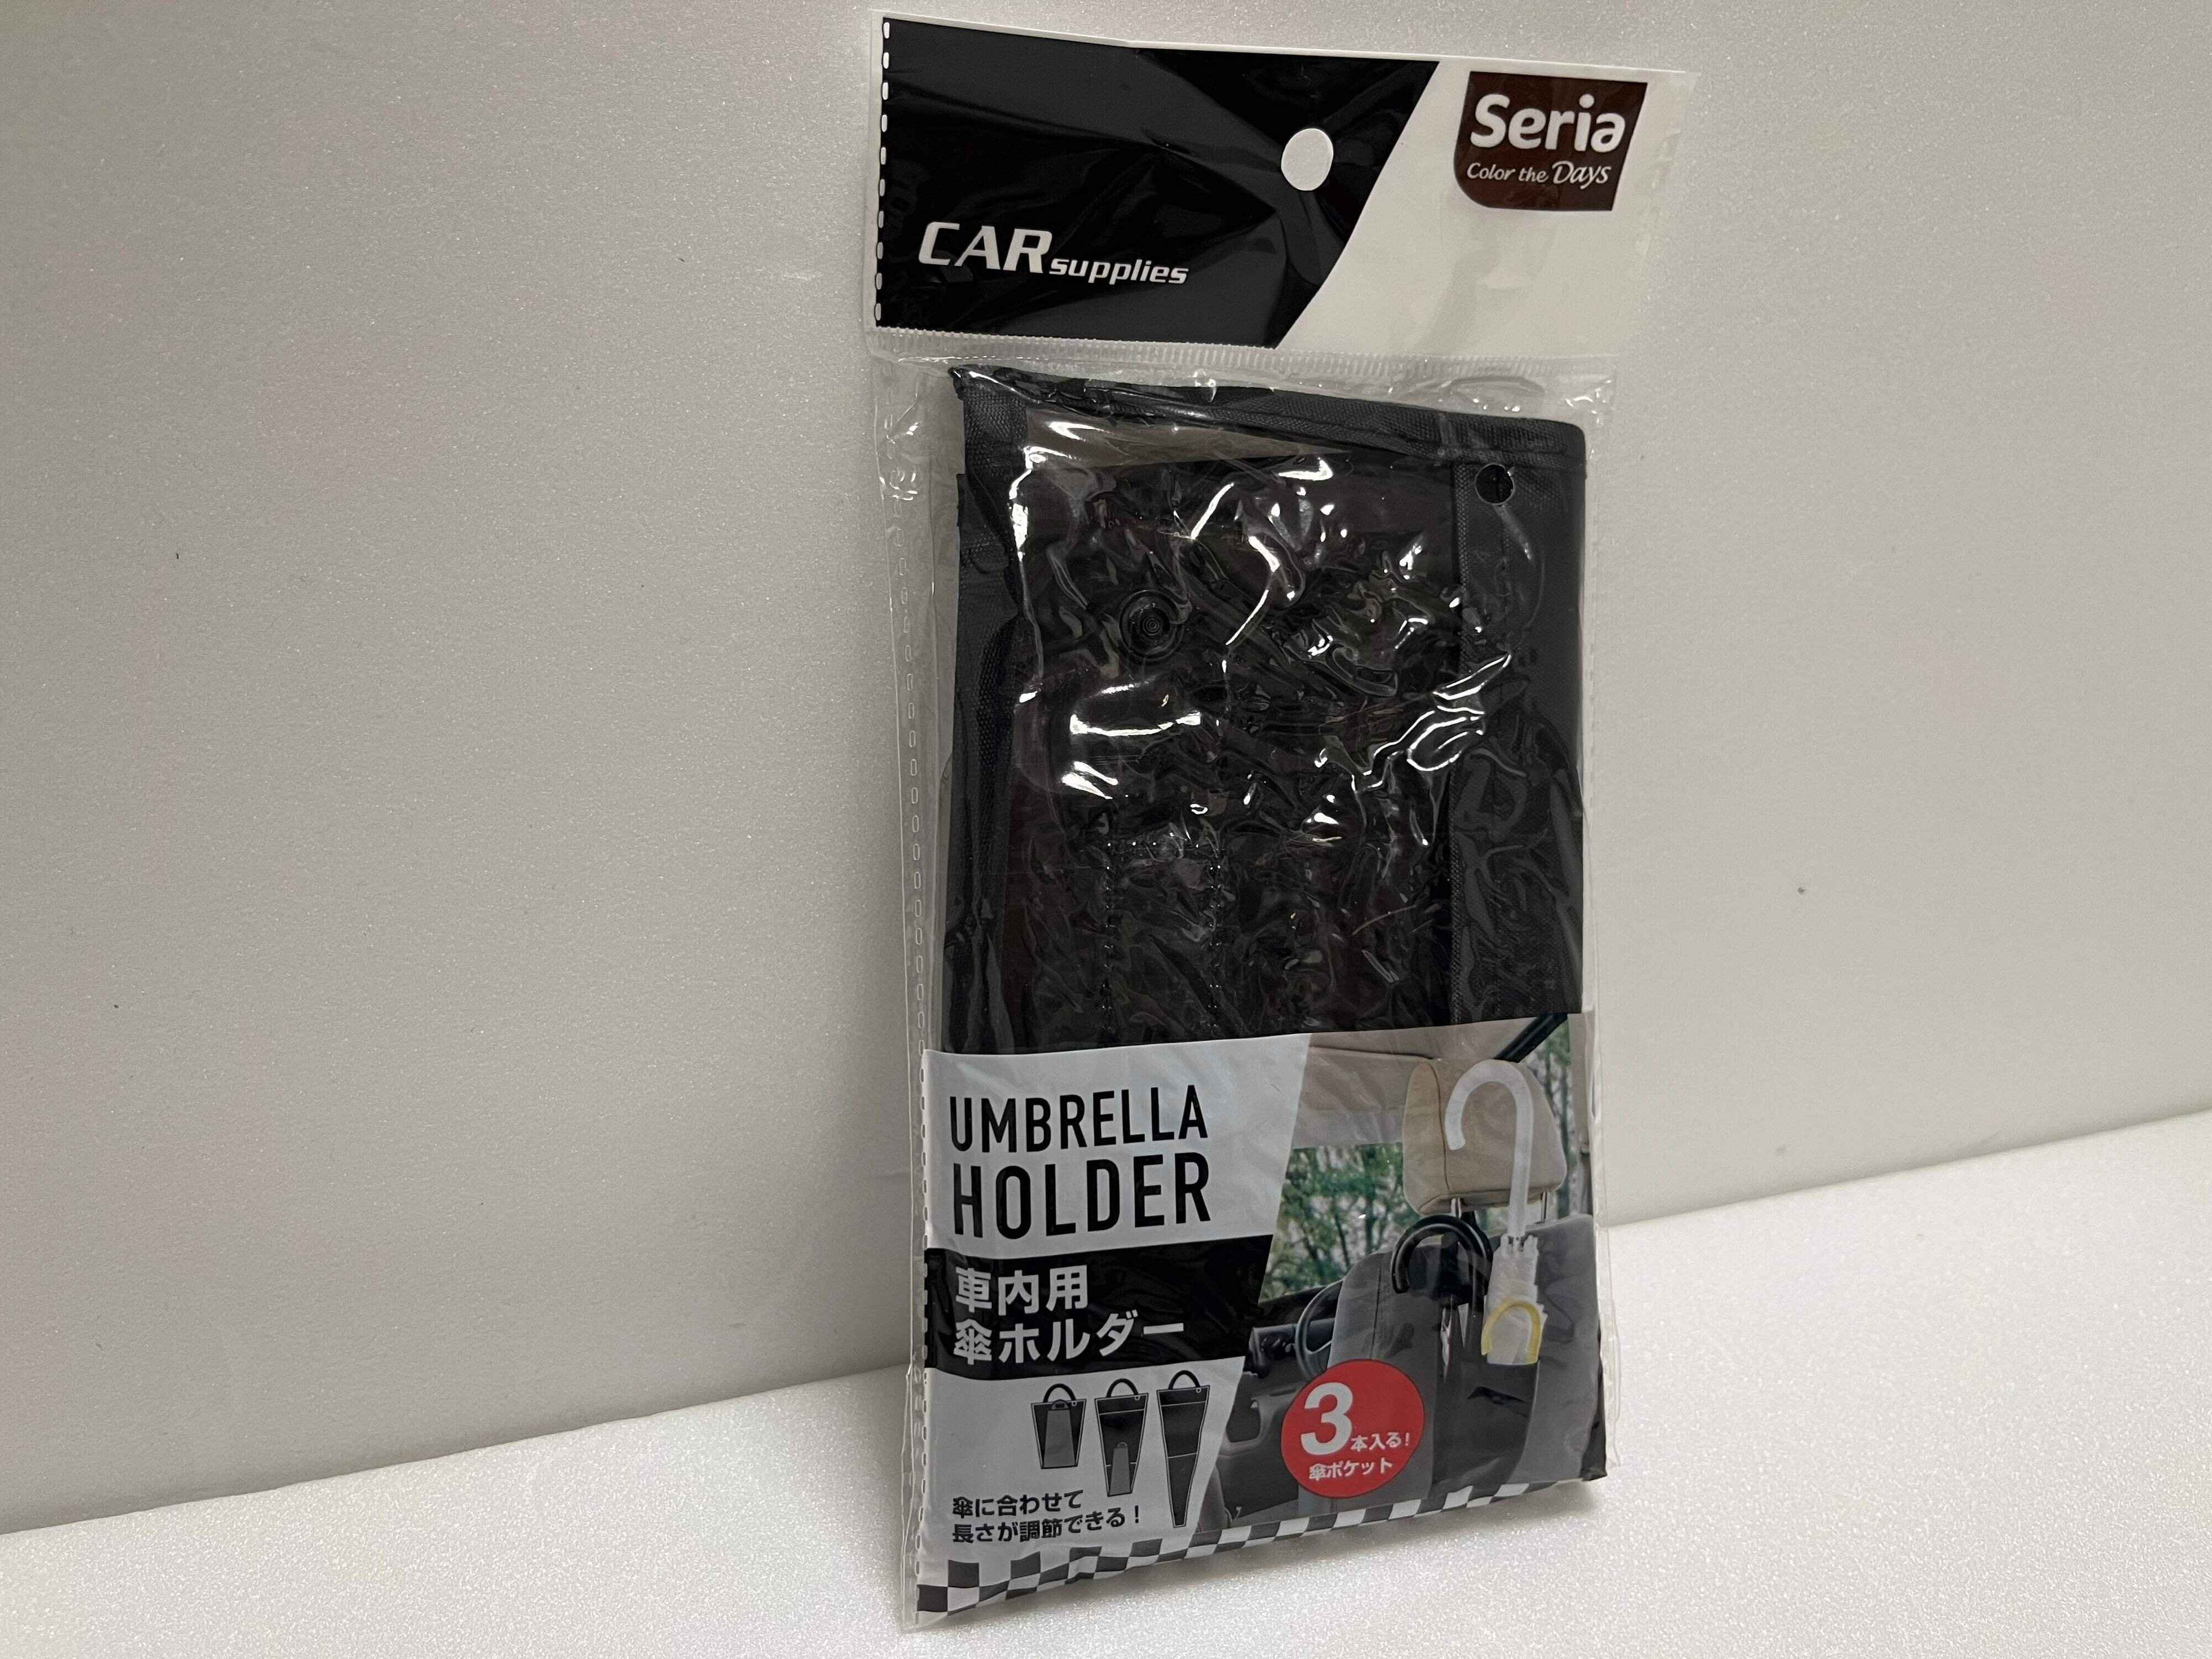 Seria
Color the Days
CAR supplies
UMBRELLA
HOLDER
車内用
傘ホルダー
3本入る!
傘ポケット
傘に合わせて
長さが調節できる!